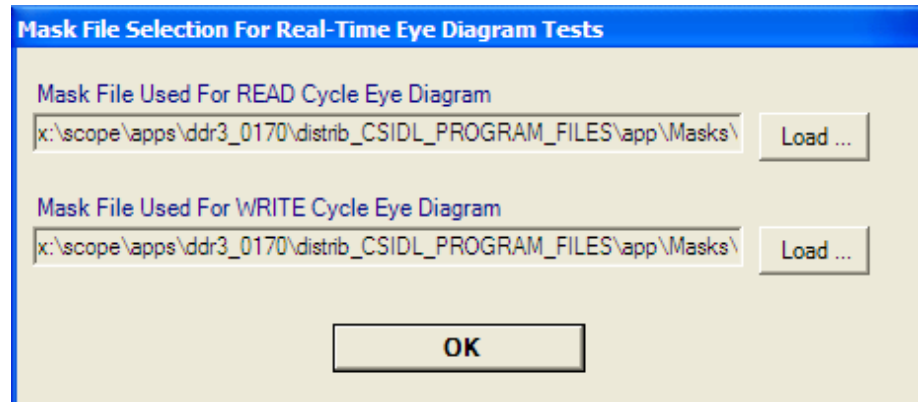 Mask File Selection For Real-Time Eye Diagram Tests
Mask File Used For READ Cycle Eye Diagram
x:\scope\apps\ddr3_0170\distrib_CSIDL_PROGRAM_FILES\app\Masks\
Load ...
Mask File Used For WRITE Cycle Eye Diagram
x:\scope\apps\ddr3_0170\distrib_CSIDL_PROGRAM_FILES\app\Masks\
Load ...
OK